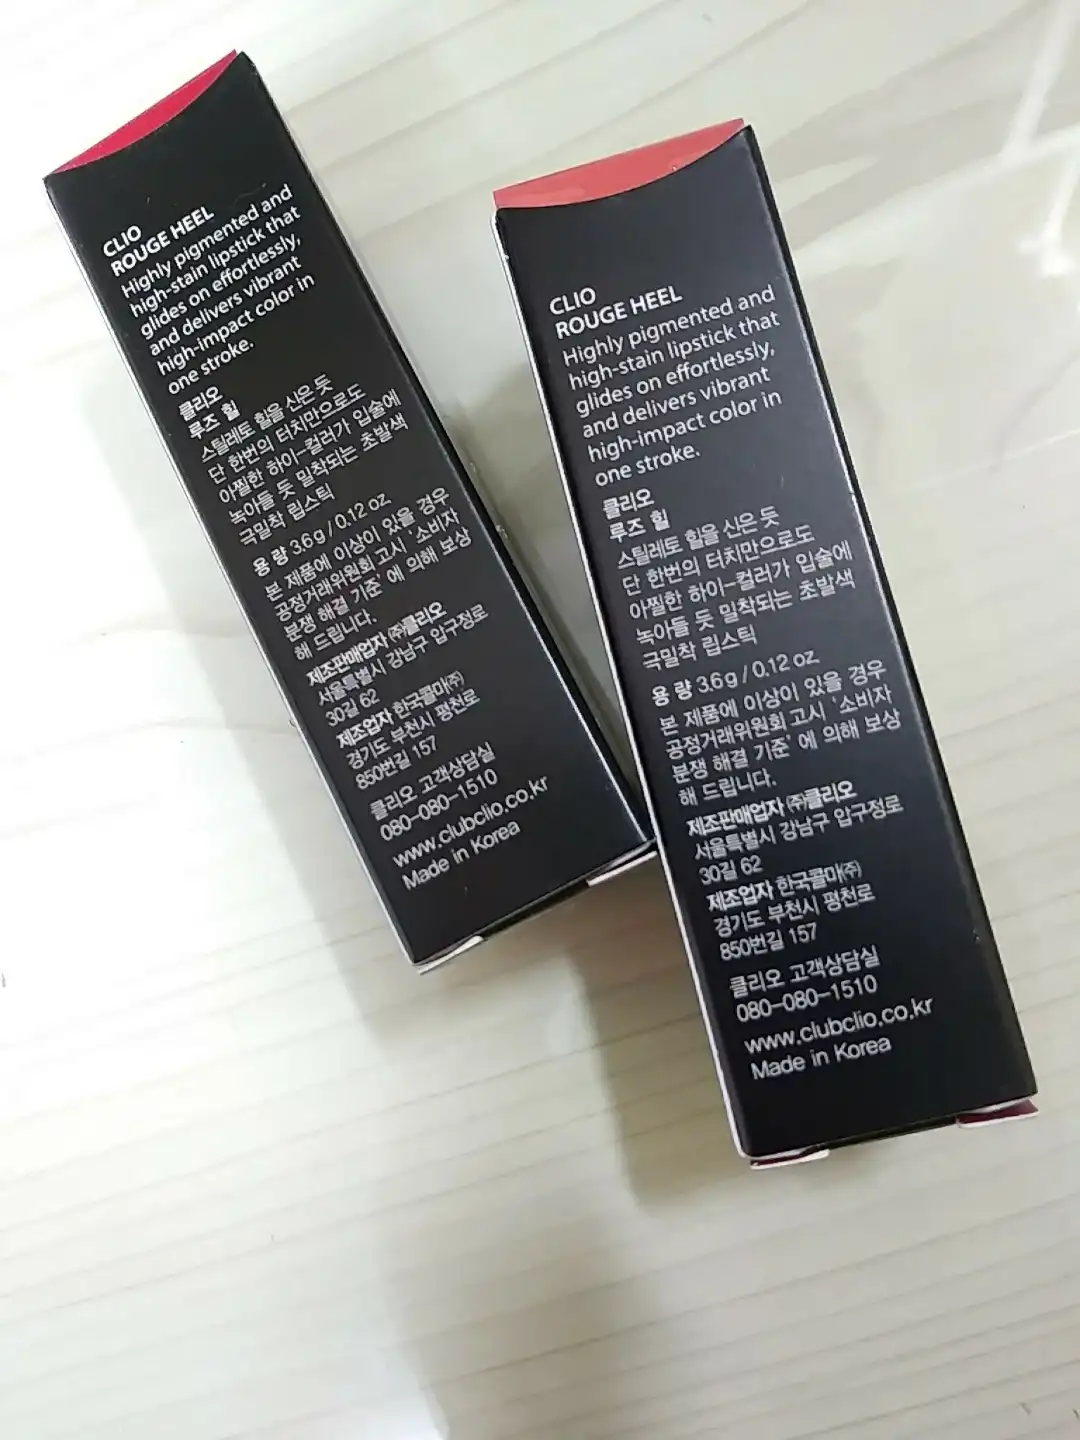 CLIO
ROUGE HEEL
Highly pigmented and
high-stain lipstick that
glides on effortlessly,
and delivers vibrant
high-impact color in
one stroke.
클리오
루즈 힐
스틸레토 힐을 신은 듯
단 한번의 터치만으로도
아찔한 하이-컬러가 입술에
녹아들 듯 밀착되는 초발색
극밀착 립스틱
용 량 3.6 g / 0.12 oz.
본 제품에 이상이 있을 경우
공정거래위원회 고시 '소비자
분쟁 해결 기준' 에 의해 보상
해 드립니다.
제조판매업자 ㈜클리오
서울특별시 강남구 압구정로
30길 62
제조업자 한국콜마㈜
경기도 부천시 평천로
850번길 157
클리오 고객상담실
080-080-1510
www.clubclio.co.kr
Made in Korea
CLIO
ROUGE HEEL
Highly pigmented and
high-stain lipstick that
glides on effortlessly,
and delivers vibrant
high-impact color in
one stroke.
클리오
루즈 힐
스틸레토 힐을 신은 듯
단 한번의 터치만으로도
아찔한 하이-컬러가 입술에
녹아들 듯 밀착되는 초발색
극밀착 립스틱
용 량 3.6 g / 0.12 oz.
본 제품에 이상이 있을 경우
공정거래위원회 고시 '소비자
분쟁 해결 기준' 에 의해 보상
해 드립니다.
제조판매업자 ㈜클리오
서울특별시 강남구 압구정로
30길 62
제조업자 한국콜마㈜
경기도 부천시 평천로
850번길 157
클리오 고객상담실
080-080-1510
www.clubclio.co.kr
Made in Korea